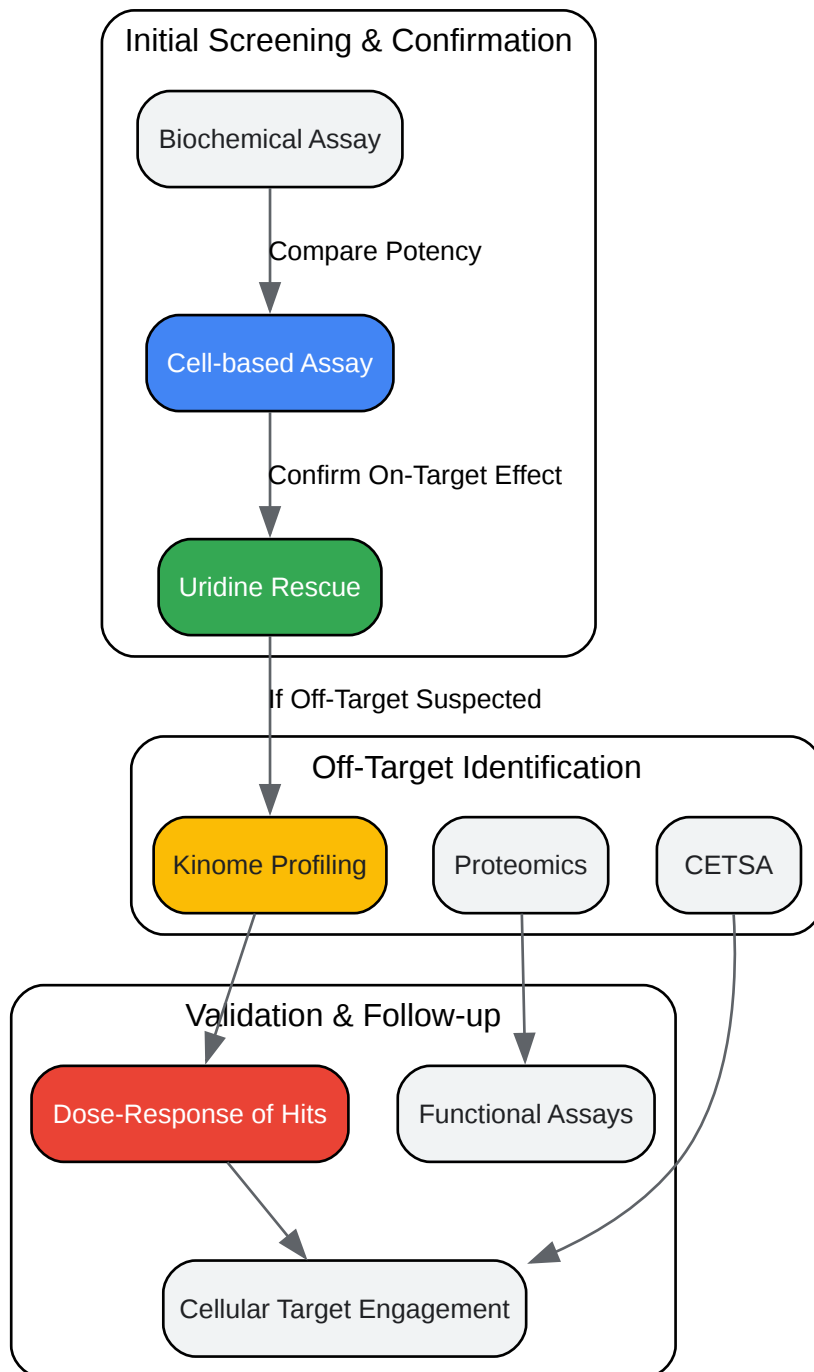 Initial Screening & Confirmation
Biochemical Assay
Compare Potency
Cell-based Assay
Confirm On-Target Effect
Uridine Rescue
If Off-Target Suspected
Off-Target Identification
Kinome Profiling
Proteomics
CETSA
Validation & Follow-up
Dose-Response of Hits
Functional Assays
Cellular Target Engagement